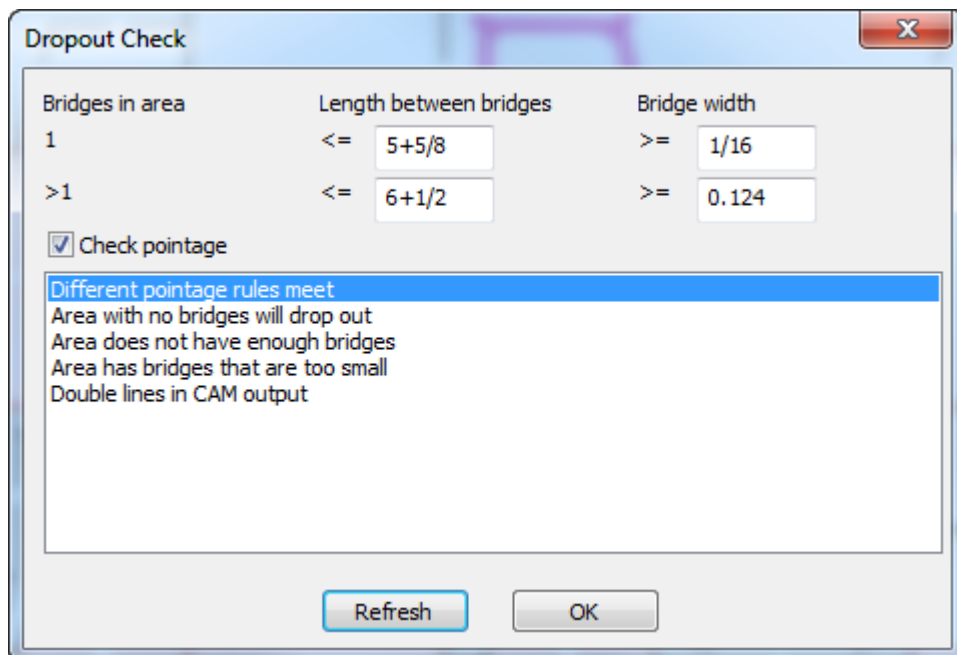 Dropout Check
Bridges in area Length between bridges Bridge width
1 <= 5+5/8 >= 1/16
>1 <= 6+1/2 >= 0.124
Check pointage
Different pointage rules meet
Area with no bridges will drop out
Area does not have enough bridges
Area has bridges that are too small
Double lines in CAM output
Refresh OK